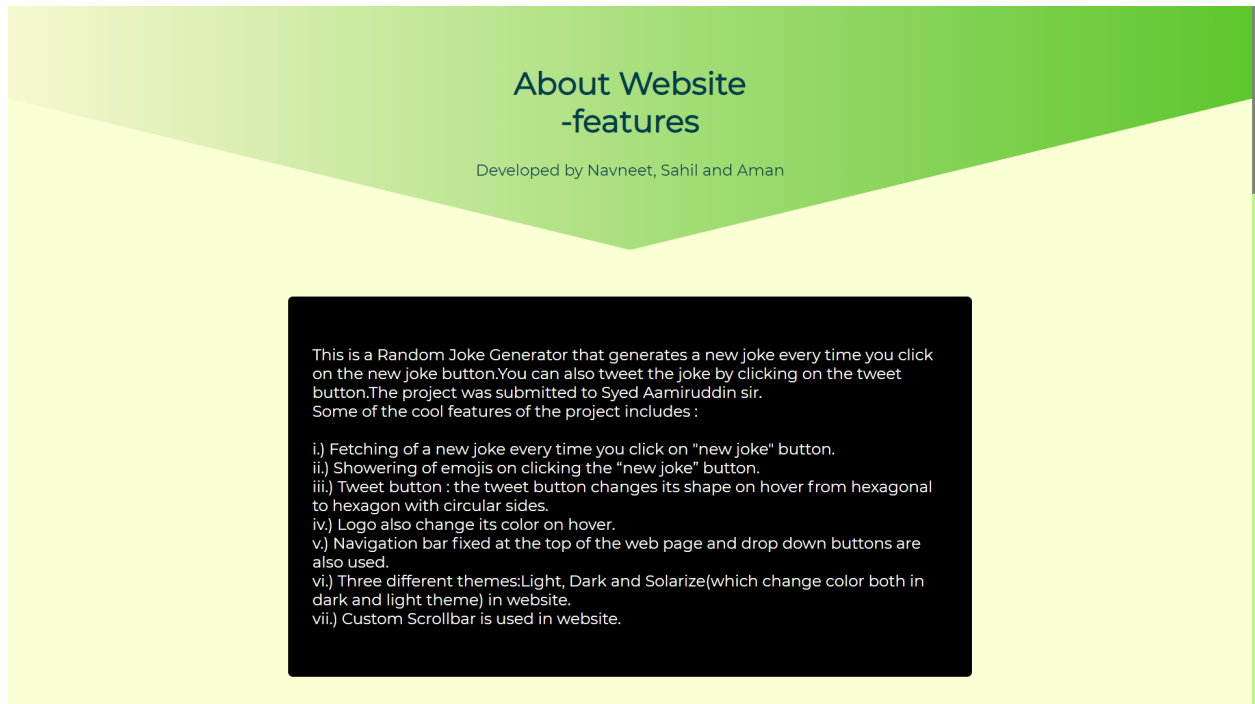 About Website
-features
Developed by Navneet, Sahil and Aman
This is a Random Joke Generator that generates a new joke every time you click
on the new joke button.You can also tweet the joke by clicking on the tweet
button.The project was submitted to Syed Aamiruddin sir.
Some of the cool features of the project includes :
i.) Fetching of a new joke every time you click on "new joke" button.
ii.) Showering of emojis on clicking the “new joke” button.
iii.) Tweet button : the tweet button changes its shape on hover from hexagonal
to hexagon with circular sides.
iv.) Logo also change its color on hover.
v.) Navigation bar fixed at the top of the web page and drop down buttons are
also used.
vi.) Three different themes:Light, Dark and Solarize(which change color both in
dark and light theme) in website.
vii.) Custom Scrollbar is used in website.